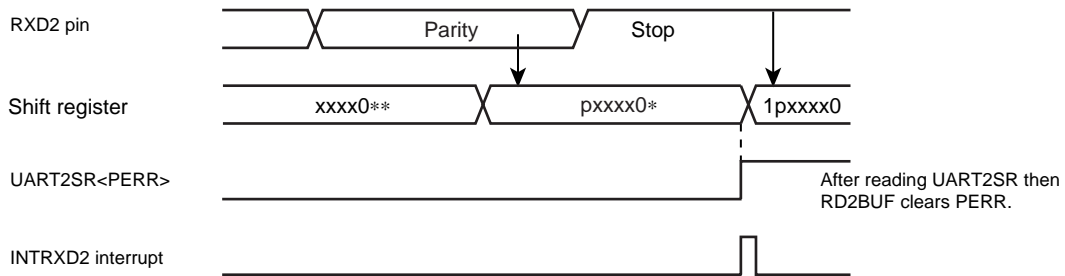 RXD2 pin
Parity
Stop
Shift register
xxxx0**
pxxxx0*
1pxxxx0
UART2SR<PERR>
After reading UART2SR then
RD2BUF clears PERR.
INTRXD2 interrupt